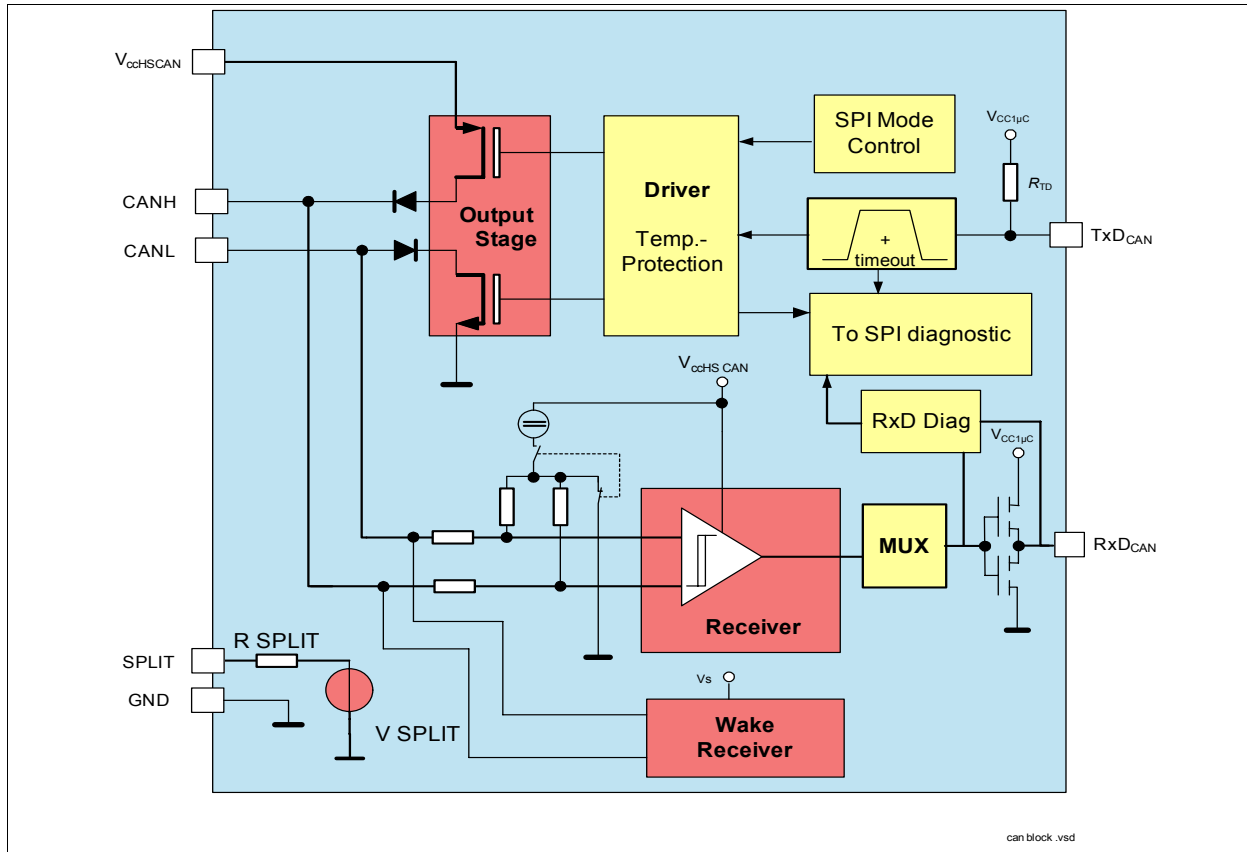 VccHSCAN
SPI Mode
Control
VCC1µC
RTD
CANH
CANL
Output
Stage
Driver
Temp.-
Protection
+
timeout
TxDCAN
To SPI diagnostic
VccHS CAN
RxD Diag
VCC1µC
MUX
RxDCAN
Receiver
R SPLIT
SPLIT
GND
V SPLIT
Vs
Wake
Receiver
can block .vsd